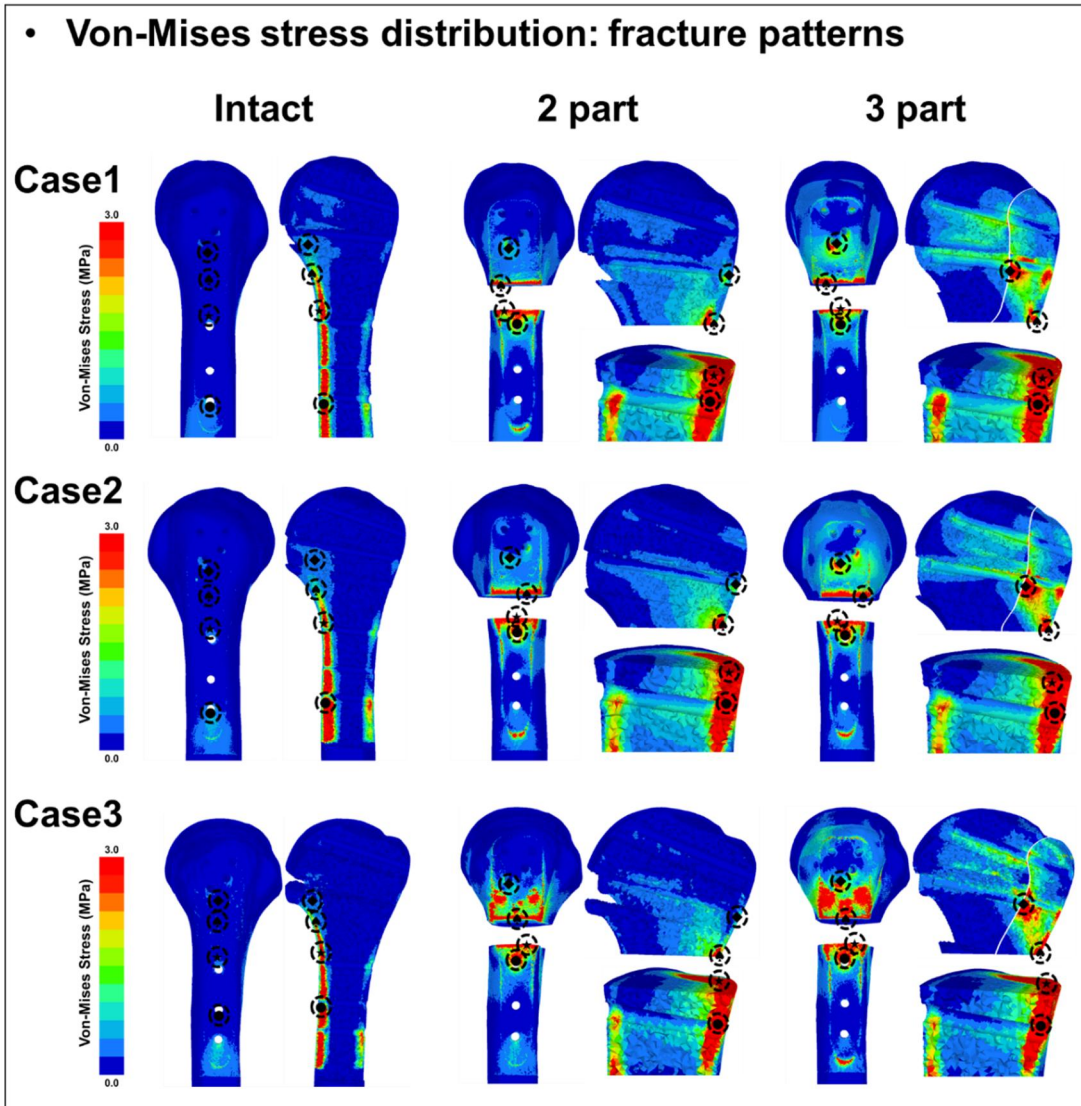 • Von-Mises stress distribution: fracture patterns
Intact 2 part 3 part
Case1
3.0
Von-Mises Stress (MPa)
0.0
Case2
3.0
Von-Mises Stress (MPa)
0.0
Case3
3.0
Von-Mises Stress (MPa)
0.0